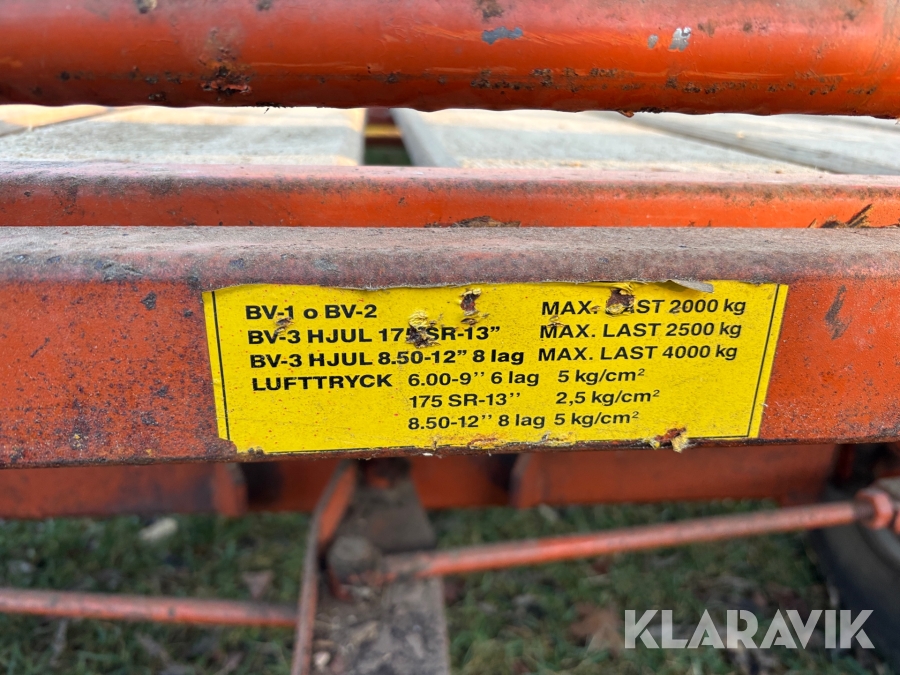 BV-1 o BV-2 MAX. LAST 2000 kg
BV-3 HJUL 175 SR-13" MAX. LAST 2500 kg
BV-3 HJUL 8.50-12" 8 lag MAX. LAST 4000 kg
LUFTTRYCK 6.00-9'' 6 lag 5 kg/cm²
175 SR-13'' 2,5 kg/cm²
8.50-12'' 8 lag 5 kg/cm²
KLARAVIK